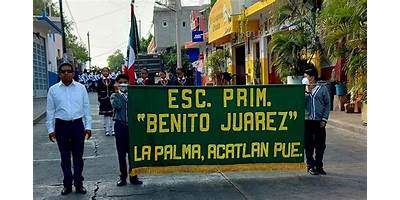 ESC. PRIM.
"BENITO JUAREZ"
LA PALMA, ACATLAN PUE.